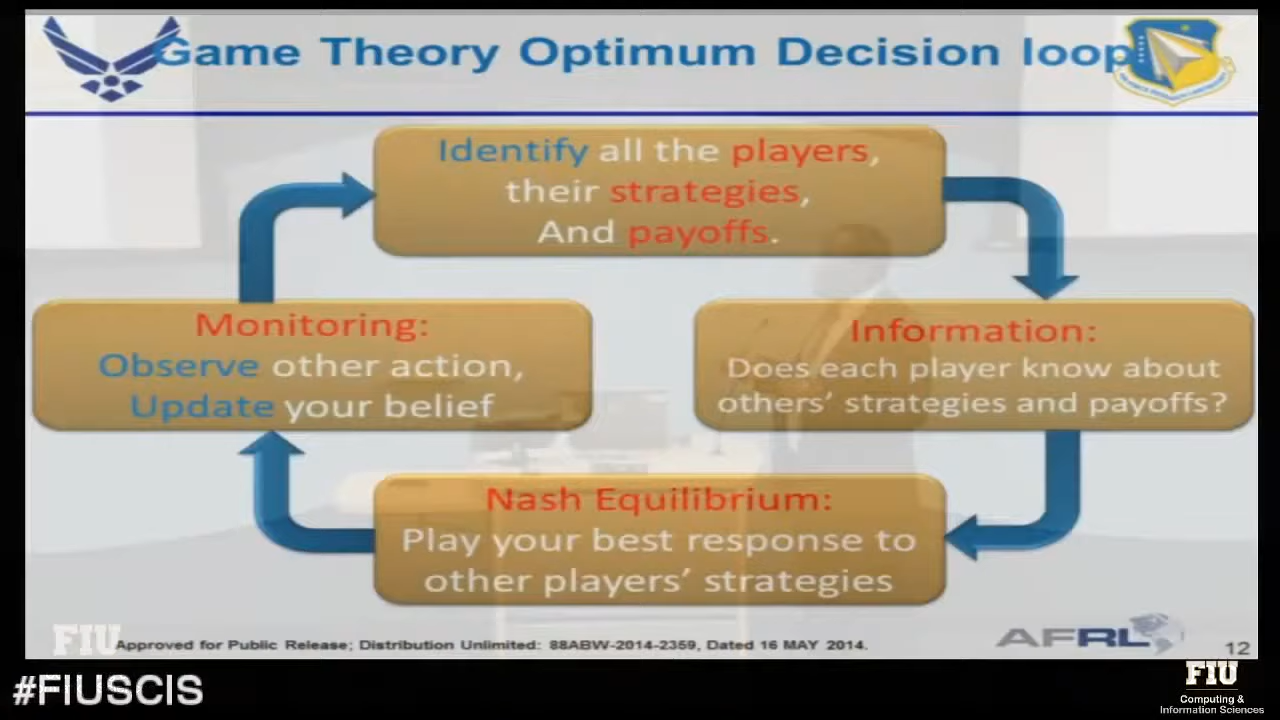 Game Theory Optimum Decision loop
Identify all the players,
their strategies,
And payoffs.
Monitoring:
Observe other action,
Update your belief
Information:
Does each player know about
others’ strategies and payoffs?
Nash Equilibrium:
Play your best response to
other players’ strategies
FIU
Approved for Public Release; Distribution Unlimited: 88ABW-2014-2359, Dated 16 MAY 2014.
AFRL
12
#FIUSCIS
FIU
Computing &
Information Sciences